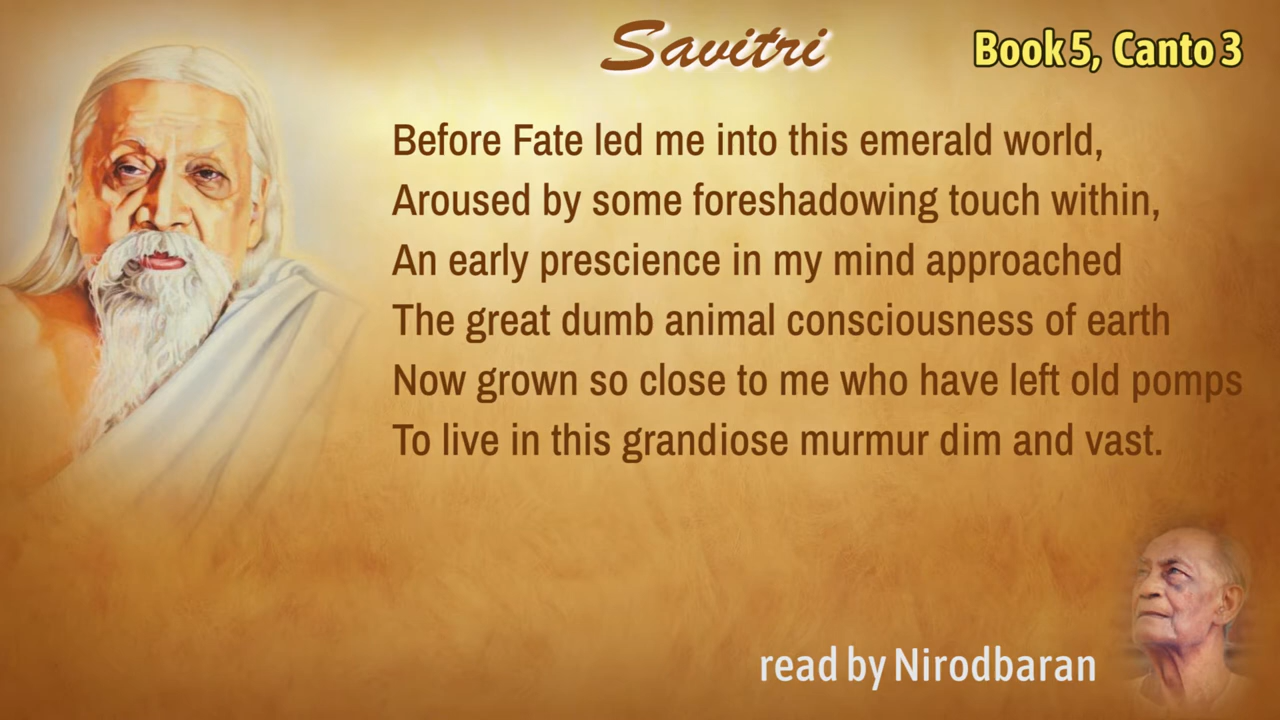 Savitri
Book 5, Canto 3
Before Fate led me into this emerald world,
Aroused by some foreshadowing touch within,
An early prescience in my mind approached
The great dumb animal consciousness of earth
Now grown so close to me who have left old pomps
To live in this grandiose murmur dim and vast.
read by Nirodbaran